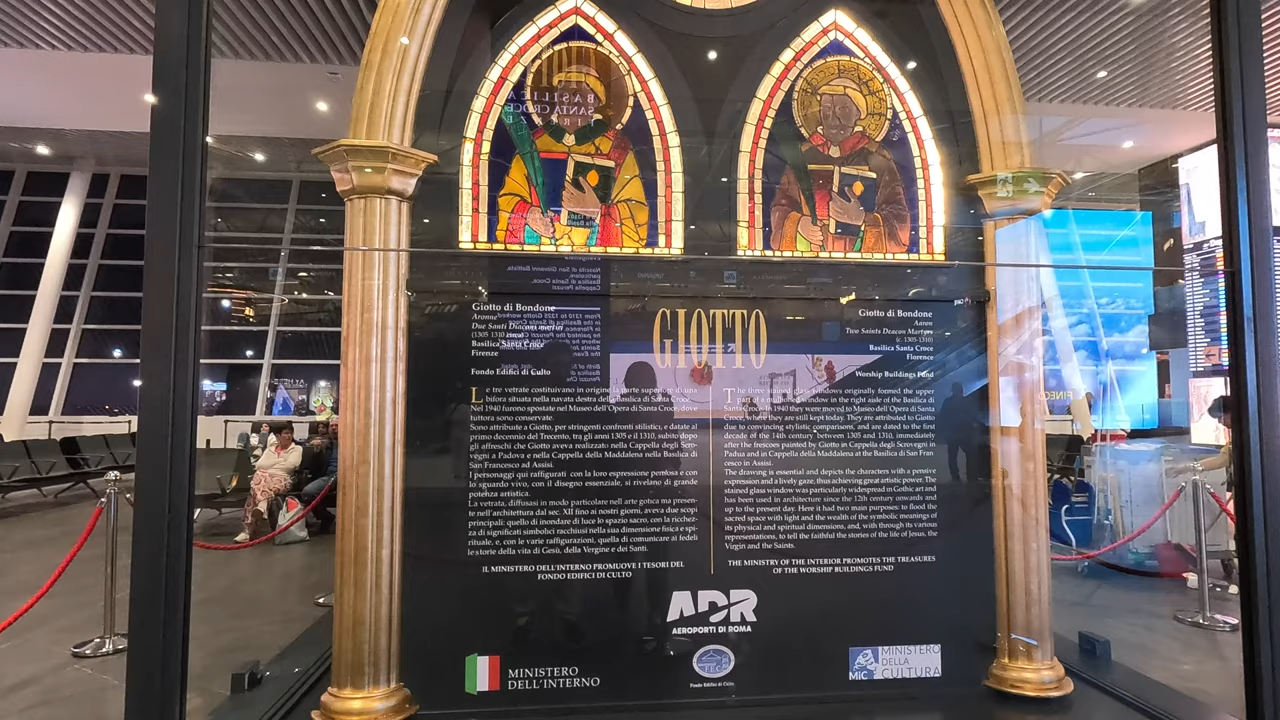 Giotto di Bondone
Aronne
Due Santi Diaconi martiri
(1305-1310)
Basilica Santa Croce
Firenze
Fondo Edifici di Culto
GIOTTO
Giotto di Bondone
Aaron
Two Saints Deacon Martyrs
(c. 1305-1310)
Basilica Santa Croce
Florence
Worship Buildings Fund
Le tre vetrate costituivano in origine la parte superiore di una
bifora situata nella navata destra della Basilica di Santa Croce.
Nel 1940 furono spostate nel Museo dell'Opera di Santa Croce, dove
tuttora sono conservate.
Sono attribuite a Giotto, per stringenti confronti stilistici, e datate al
primo decennio del Trecento, tra gli anni 1305 e il 1310, subito dopo
gli affreschi che Giotto aveva realizzato nella Cappella degli Scro-
vegni a Padova e nella Cappella della Maddalena nella Basilica di
San Francesco ad Assisi.
I personaggi qui raffigurati con la loro espressione pensosa e con
lo sguardo vivo, con il disegno essenziale, si rivelano di grande
potenza artistica.
La vetrata, diffusasi in modo particolare nell'arte gotica ma presen-
te nell'architettura dal sec. XII fino ai nostri giorni, aveva due scopi
principali: quello di inondare di luce lo spazio sacro, con la ricchez-
za di significati simbolici racchiusi nella sua dimensione fisica e spi-
rituale, e, con le varie raffigurazioni, quella di comunicare ai fedeli
le storie della vita di Gesù, della Vergine e dei Santi.
IL MINISTERO DELL'INTERNO PROMUOVE I TESORI DEL
FONDO EDIFICI DI CULTO
The three stained glass windows originally formed the upper
part of a mullioned window in the right aisle of the Basilica di
Santa Croce. In 1940 they were moved to Museo dell'Opera di Santa
Croce, where they are still kept today. They are attributed to Giotto
due to convincing stylistic comparisons, and are dated to the first
decade of the 14th century between 1305 and 1310, immediately
after the frescoes painted by Giotto in Cappella degli Scrovegni in
Padua and in Cappella della Maddalena at the Basilica di San Fran
cesco in Assisi.
The drawing is essential and depicts the characters with a pensive
expression and a lively gaze, thus achieving great artistic power. The
stained glass window was particularly widespread in Gothic art and
has been used in architecture since the 12th century onwards and
up to the present day. Here it had two main purposes: to flood the
sacred space with light and the wealth of the symbolic meanings of
its physical and spiritual dimensions, and, with through its various
representations, to tell the faithful the stories of the life of Jesus, the
Virgin and the Saints.
THE MINISTRY OF THE INTERIOR PROMOTES THE TREASURES
OF THE WORSHIP BUILDINGS FUND
ADR
AEROPORTI DI ROMA
MINISTERO
DELL'INTERNO
F.E.C.
Fondo Edifici di Culto
MiC
MINISTERO
DELLA
CULTURA